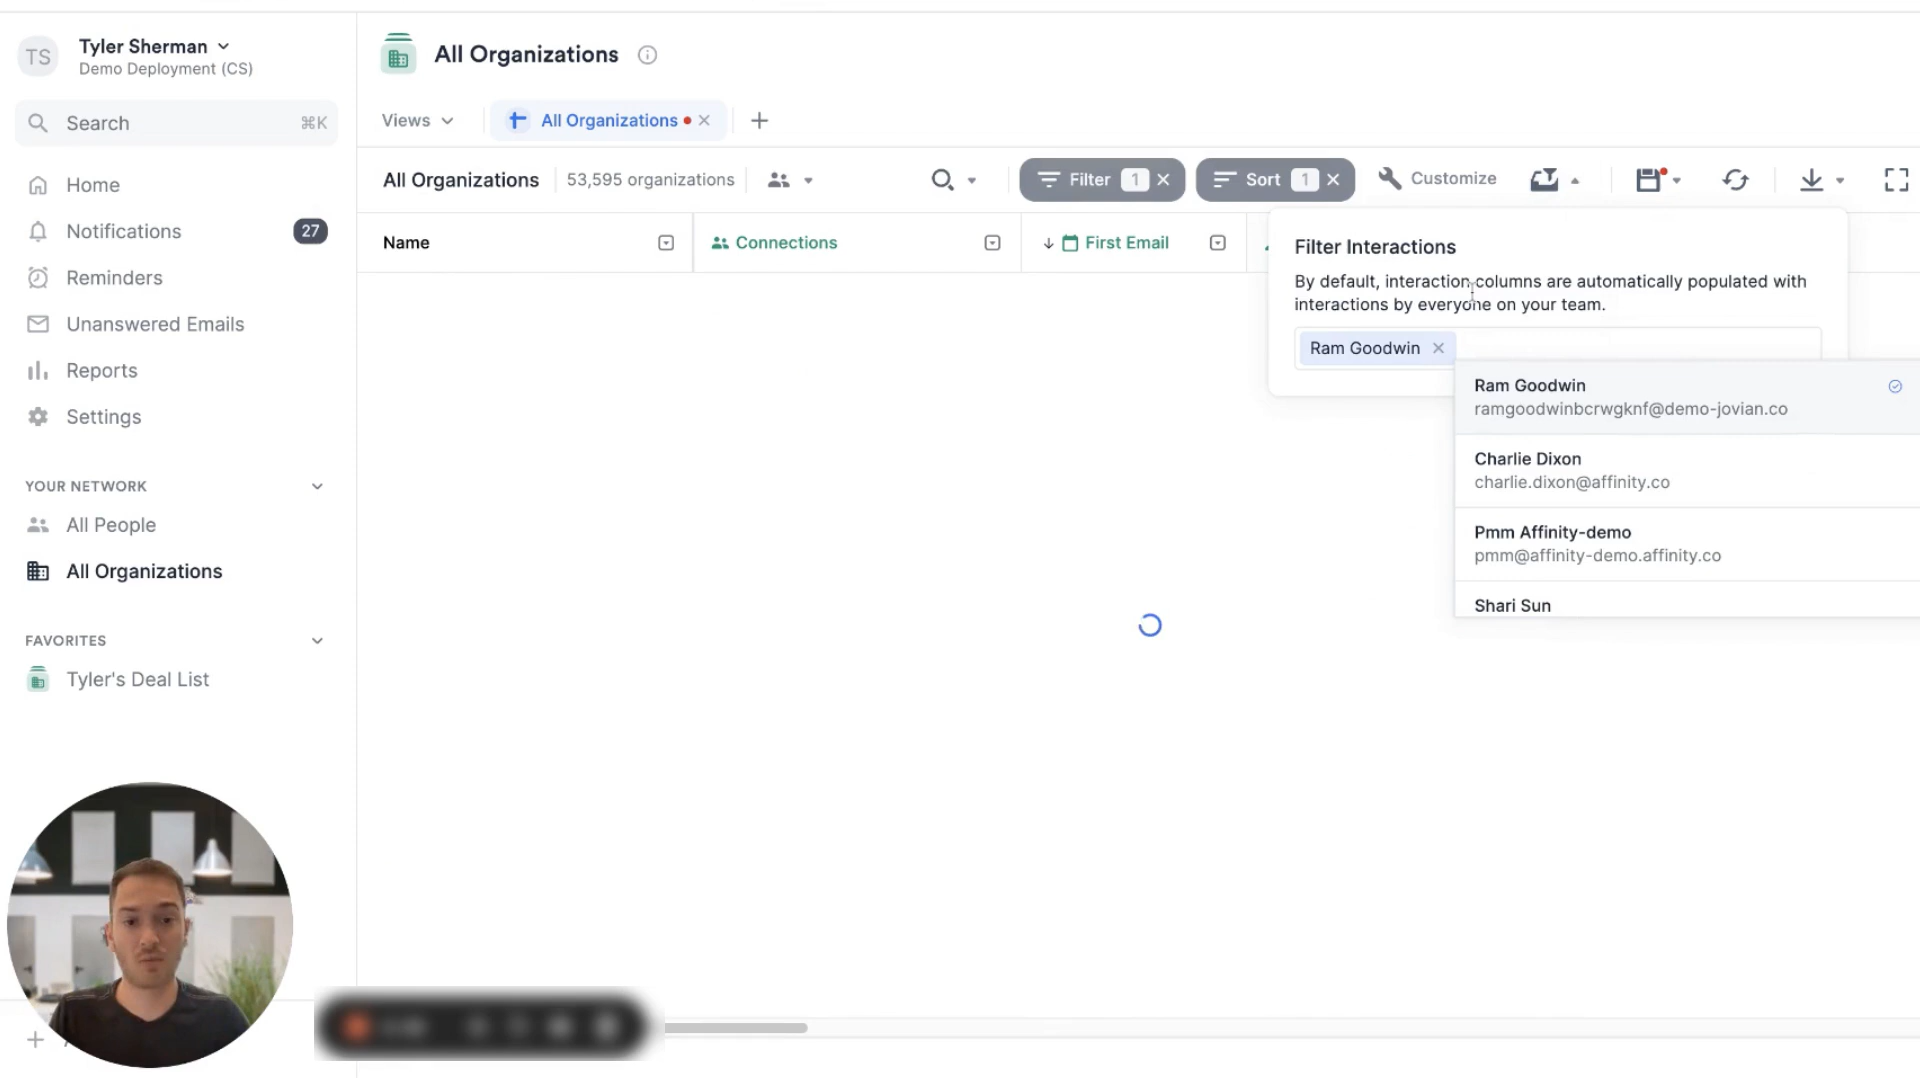 TS
Tyler Sherman
Demo Deployment (CS)
Search
⌘K
Home
Notifications
27
Reminders
Unanswered Emails
Reports
Settings
YOUR NETWORK
All People
All Organizations
FAVORITES
Tyler's Deal List
All Organizations
Views
All Organizations
All Organizations
53,595 organizations
Filter
1
Sort
1
Customize
Name
Connections
First Email
Filter Interactions
By default, interaction columns are automatically populated with
interactions by everyone on your team.
Ram Goodwin
Ram Goodwin
ramgoodwinbcrwgknf@demo-jovian.co
Charlie Dixon
charlie.dixon@affinity.co
Pmm Affinity-demo
pmm@affinity-demo.affinity.co
Shari Sun